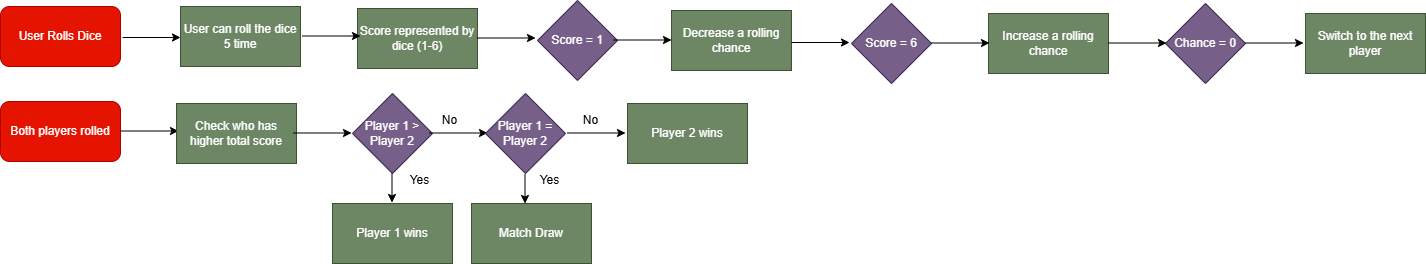 User Rolls Dice
User can roll the dice
5 time
Score represented by
dice (1-6)
Score = 1
Decrease a rolling
chance
Score = 6
Increase a rolling
chance
Chance = 0
Switch to the next
player
Both players rolled
Check who has
higher total score
Player 1 >
Player 2
No
Player 1 =
Player 2
No
Player 2 wins
Yes
Yes
Player 1 wins
Match Draw